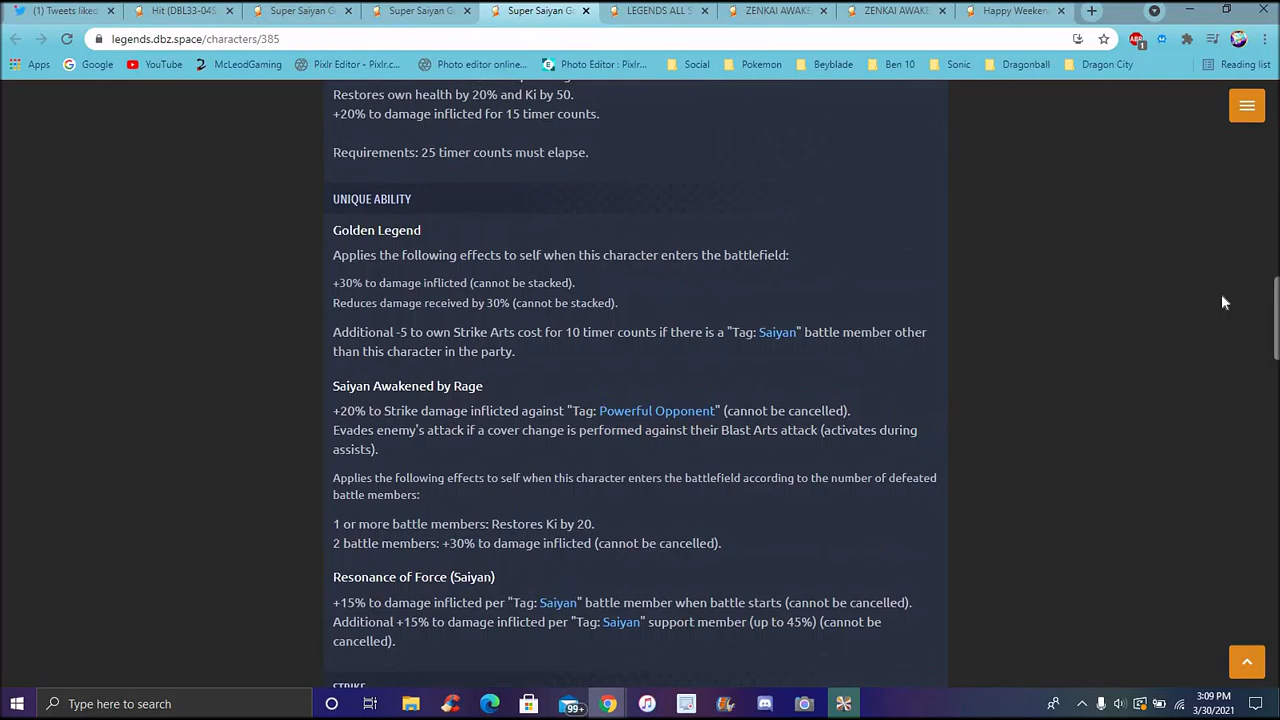 (1) Tweets liked
Hit (DBL33-04S
Super Saiyan G
Super Saiyan G
Super Saiyan G
LEGENDS ALL S
ZENKAI AWAKE
ZENKAI AWAKE
Happy Weeken
legends.dbz.space/characters/385
Apps
Google
YouTube
McLeodGaming
Pixlr Editor - Pixlr.c...
Photo editor online...
Photo Editor : Pixlr...
Social
Pokemon
Beyblade
Ben 10
Sonic
Dragonball
Dragon City
Reading list
Restores own health by 20% and Ki by 50.
+20% to damage inflicted for 15 timer counts.
Requirements: 25 timer counts must elapse.
UNIQUE ABILITY
Golden Legend
Applies the following effects to self when this character enters the battlefield:
+30% to damage inflicted (cannot be stacked).
Reduces damage received by 30% (cannot be stacked).
Additional -5 to own Strike Arts cost for 10 timer counts if there is a "Tag: Saiyan" battle member other
than this character in the party.
Saiyan Awakened by Rage
+20% to Strike damage inflicted against "Tag: Powerful Opponent" (cannot be cancelled).
Evades enemy's attack if a cover change is performed against their Blast Arts attack (activates during
assists).
Applies the following effects to self when this character enters the battlefield according to the number of defeated
battle members:
1 or more battle members: Restores Ki by 20.
2 battle members: +30% to damage inflicted (cannot be cancelled).
Resonance of Force (Saiyan)
+15% to damage inflicted per "Tag: Saiyan" battle member when battle starts (cannot be cancelled).
Additional +15% to damage inflicted per "Tag: Saiyan" support member (up to 45%) (cannot be
cancelled).
STRIKE
Type here to search
99+
3:09 PM
3/30/2021